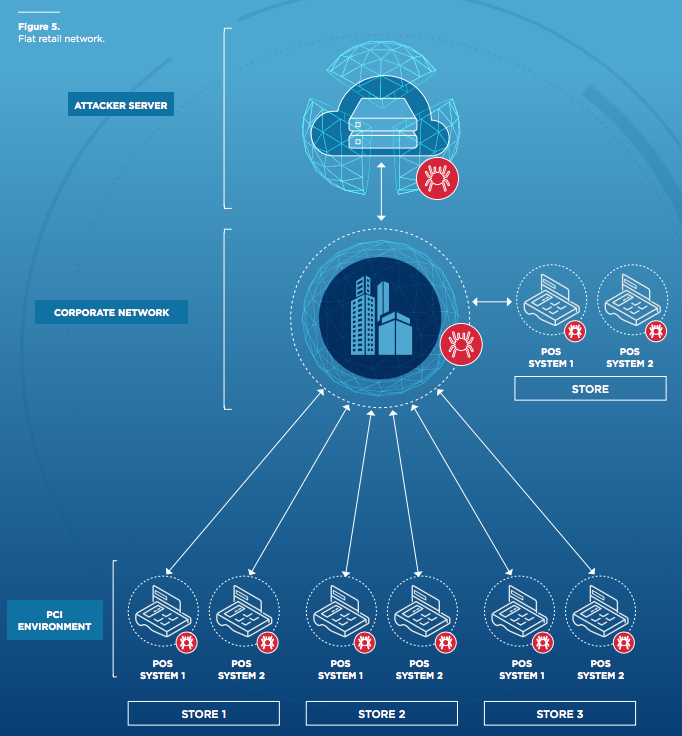 Figure 5.
Flat retail network.
ATTACKER SERVER
CORPORATE NETWORK
POS
SYSTEM 1
POS
SYSTEM 2
STORE
PCI
ENVIRONMENT
POS
SYSTEM 1
POS
SYSTEM 2
POS
SYSTEM 1
POS
SYSTEM 2
POS
SYSTEM 1
POS
SYSTEM 2
STORE 1
STORE 2
STORE 3